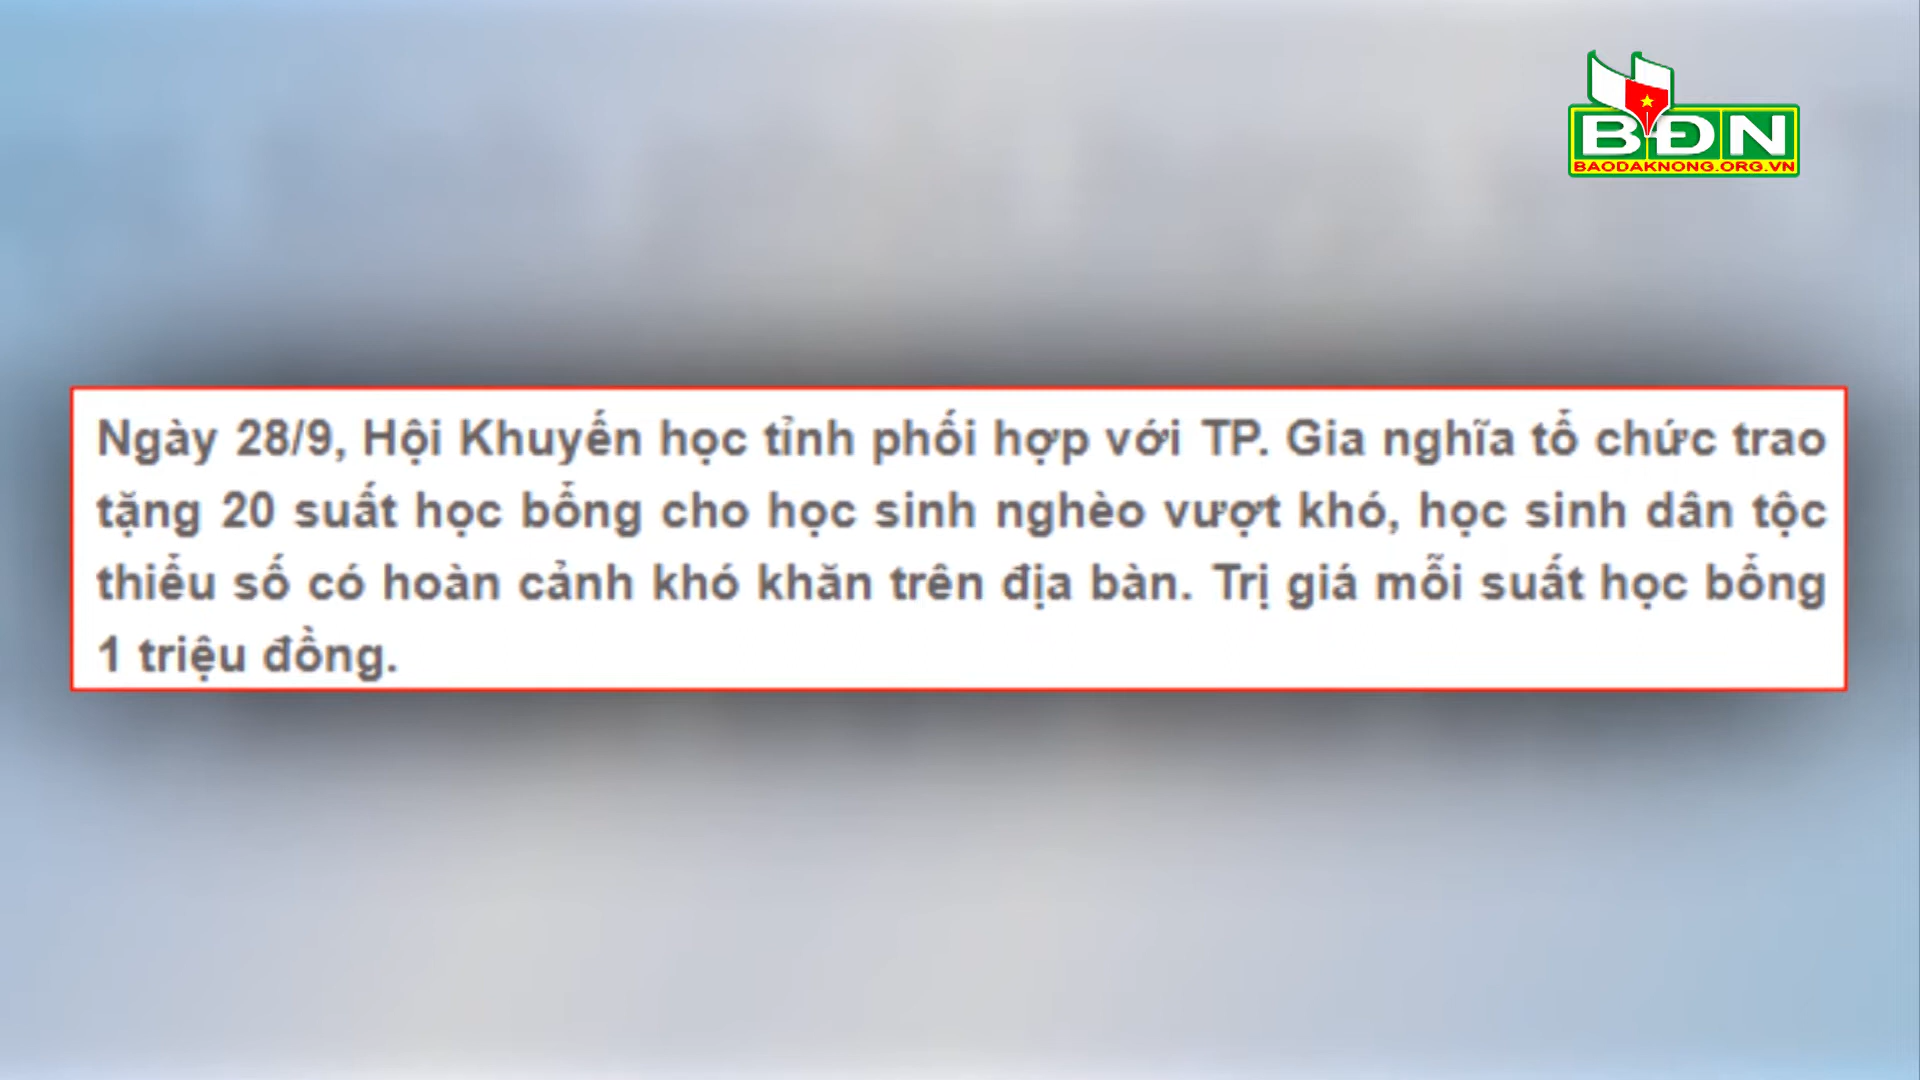 BĐN
BAODAKNONG.ORG.VN
Ngày 28/9, Hội Khuyến học tỉnh phối hợp với TP. Gia nghĩa tổ chức trao
tặng 20 suất học bổng cho học sinh nghèo vượt khó, học sinh dân tộc
thiểu số có hoàn cảnh khó khăn trên địa bàn. Trị giá mỗi suất học bổng
1 triệu đồng.